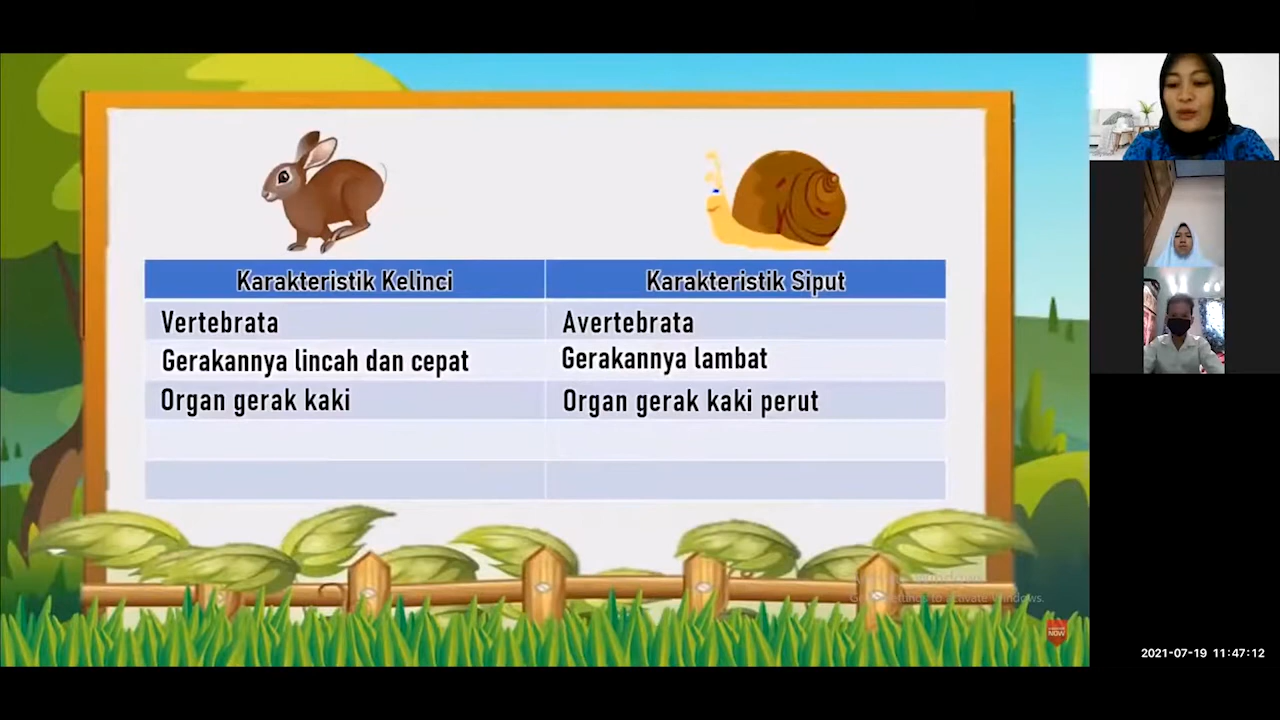 Karakteristik Kelinci
Karakteristik Siput
Vertebrata
Avertebrata
Gerakannya lincah dan cepat
Gerakannya lambat
Organ gerak kaki
Organ gerak kaki perut
NOW
2021-07-19 11:47:12